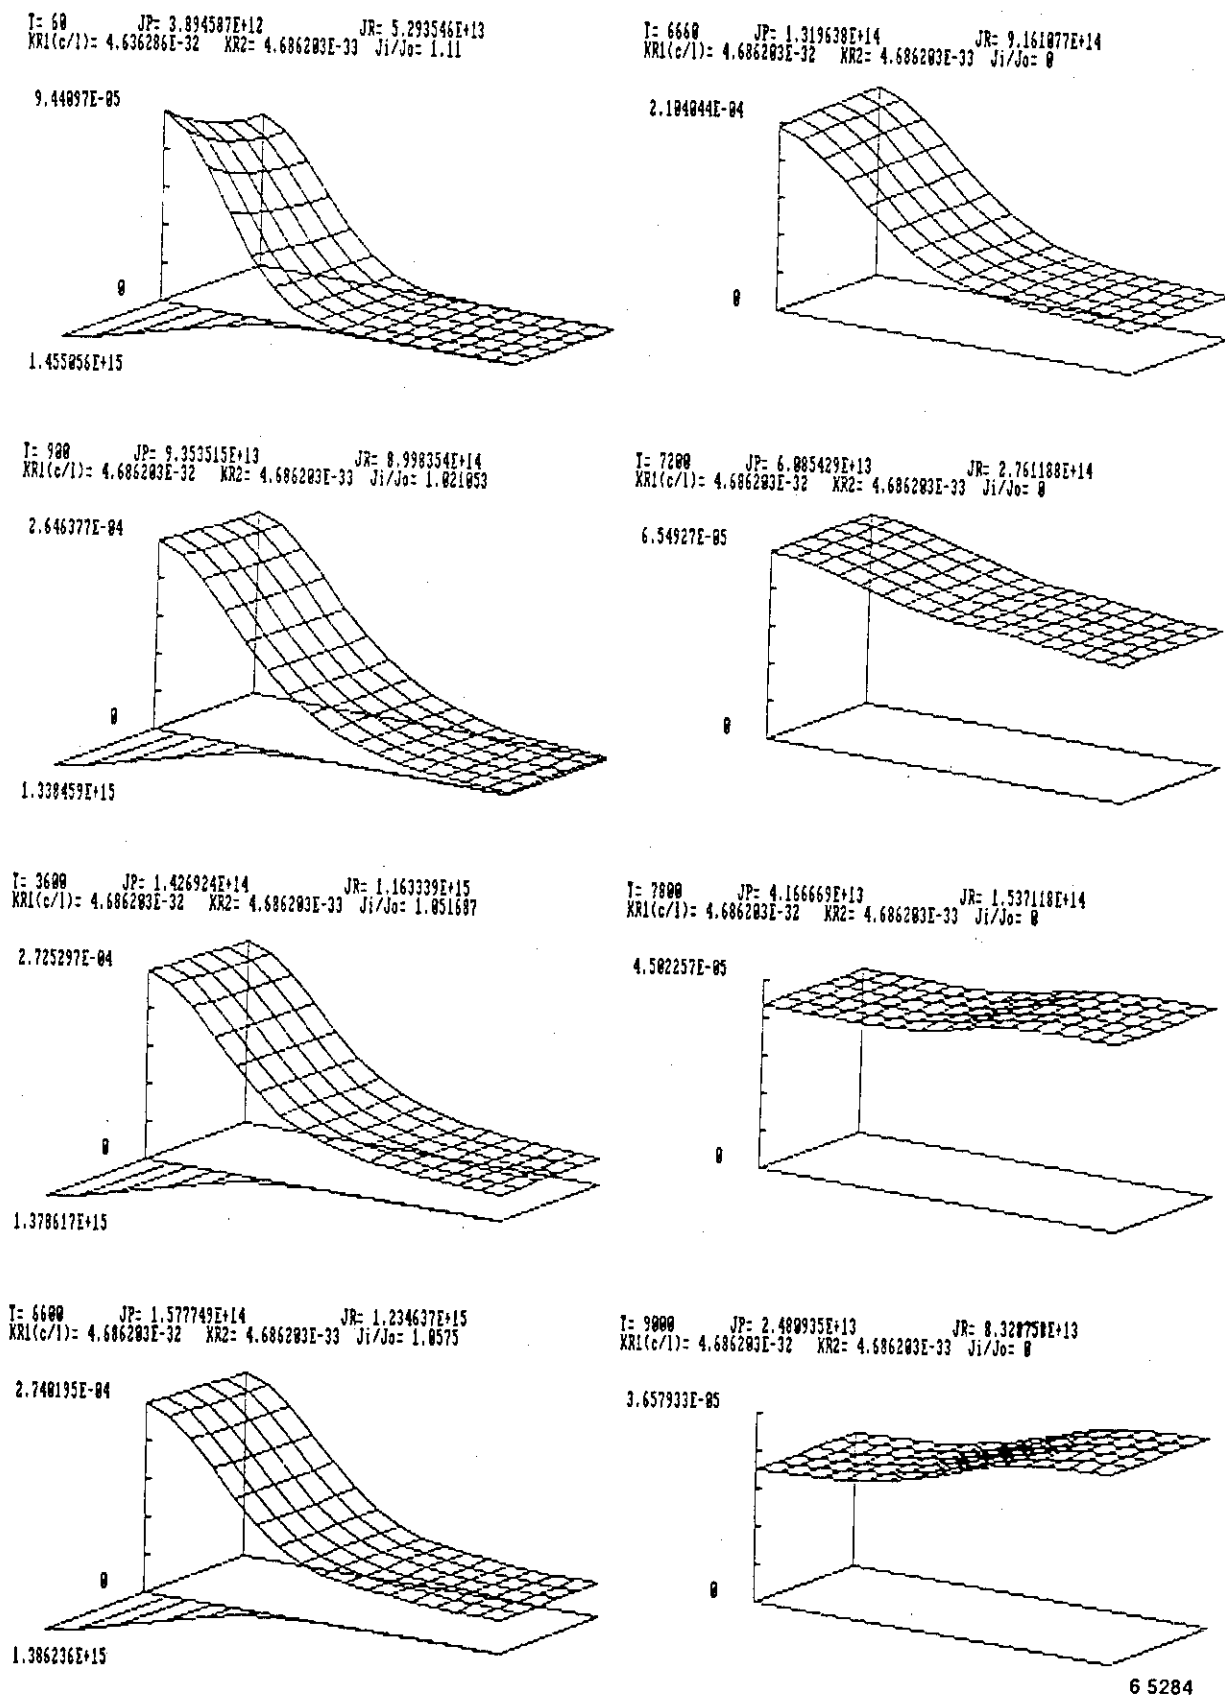 T= 60 JP= 3.894587E+12 JR= 5.293546E+13
KR1(c/l)= 4.636286E-32 KR2= 4.686203E-33 Ji/Jo= 1.11
9.44097E-05
0
1.455056E+15
T= 900 JP= 9.353515E+13 JR= 8.998354E+14
KR1(c/l)= 4.686203E-32 KR2= 4.686203E-33 Ji/Jo= 1.021053
2.646377E-04
0
1.338459E+15
T= 3600 JP= 1.426924E+14 JR= 1.163339E+15
KR1(c/l)= 4.686203E-32 KR2= 4.686203E-33 Ji/Jo= 1.051687
2.725297E-04
0
1.378617E+15
T= 6600 JP= 1.577749E+14 JR= 1.234637E+15
KR1(c/l)= 4.686203E-32 KR2= 4.686203E-33 Ji/Jo= 1.0575
2.740195E-04
0
1.386236E+15
T= 6660 JP= 1.319638E+14 JR= 9.161077E+14
KR1(c/l)= 4.686203E-32 KR2= 4.686203E-33 Ji/Jo= 0
2.104044E-04
0
T= 7200 JP= 6.085429E+13 JR= 2.761188E+14
KR1(c/l)= 4.686203E-32 KR2= 4.686203E-33 Ji/Jo= 0
6.54927E-05
0
T= 7800 JP= 4.166669E+13 JR= 1.537118E+14
KR1(c/l)= 4.686203E-32 KR2= 4.686203E-33 Ji/Jo= 0
4.502257E-05
0
T= 9000 JP= 2.480935E+13 JR= 8.320758E+13
KR1(c/l)= 4.686203E-32 KR2= 4.686203E-33 Ji/Jo= 0
3.657933E-05
0
6 5284